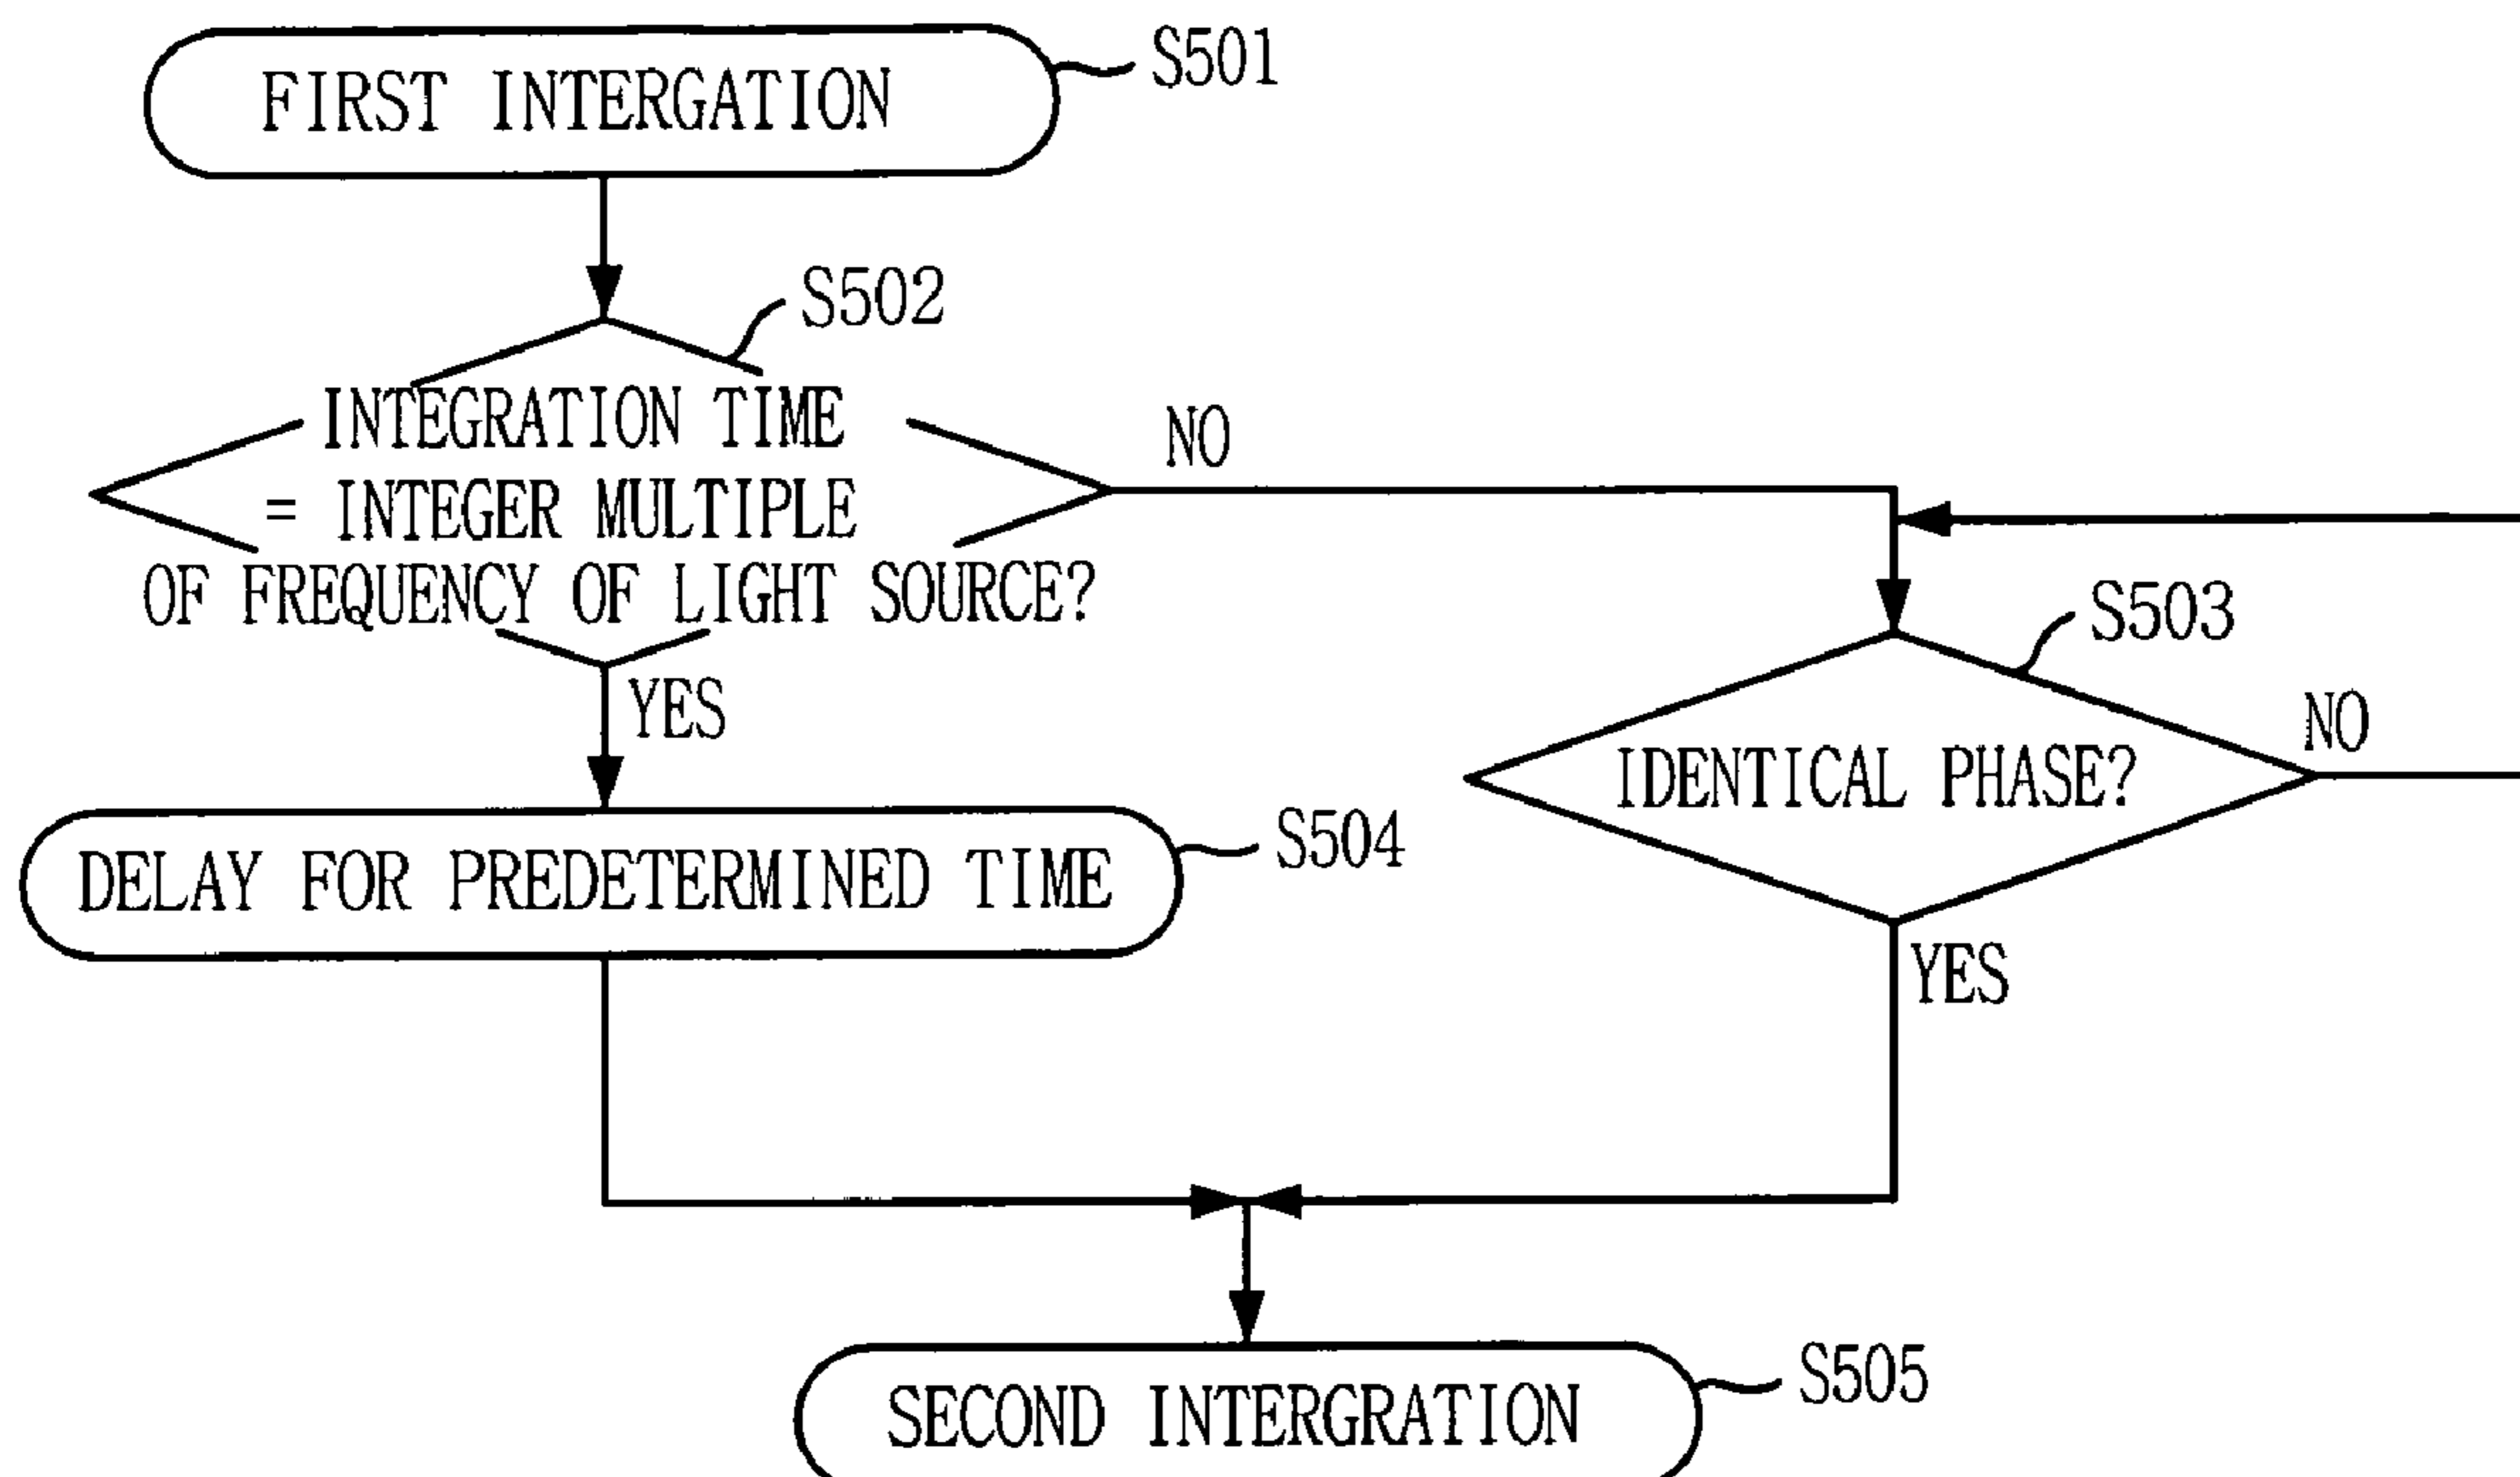 FIRST INTERGATION
S501
S502
INTEGRATION TIME
= INTEGER MULTIPLE
OF FREQUENCY OF LIGHT SOURCE?
NO
YES
S503
IDENTICAL PHASE?
NO
YES
DELAY FOR PREDETERMINED TIME
S504
SECOND INTERGRATION
S505